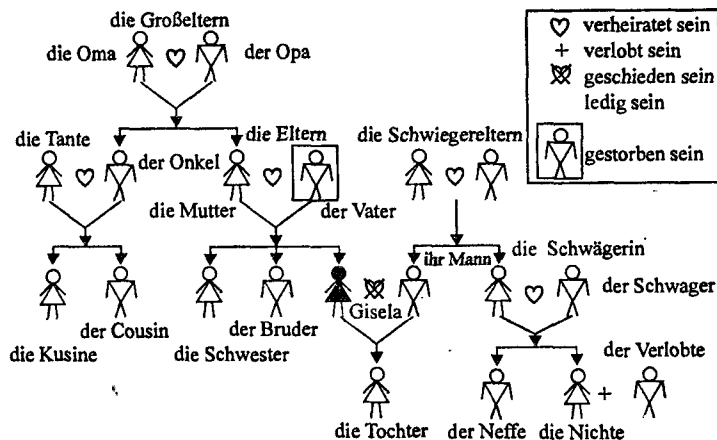 die Großeltern
die Oma
der Opa
verheiratet sein
+ verlobt sein
geschieden sein
ledig sein
gestorben sein
die Tante
der Onkel
die Eltern
die Schwiegereltern
die Mutter
der Vater
ihr Mann
die Schwägerin
der Schwager
Gisela
die Kusine
der Cousin
die Schwester
der Bruder
der Verlobte
+
die Tochter
der Neffe
die Nichte